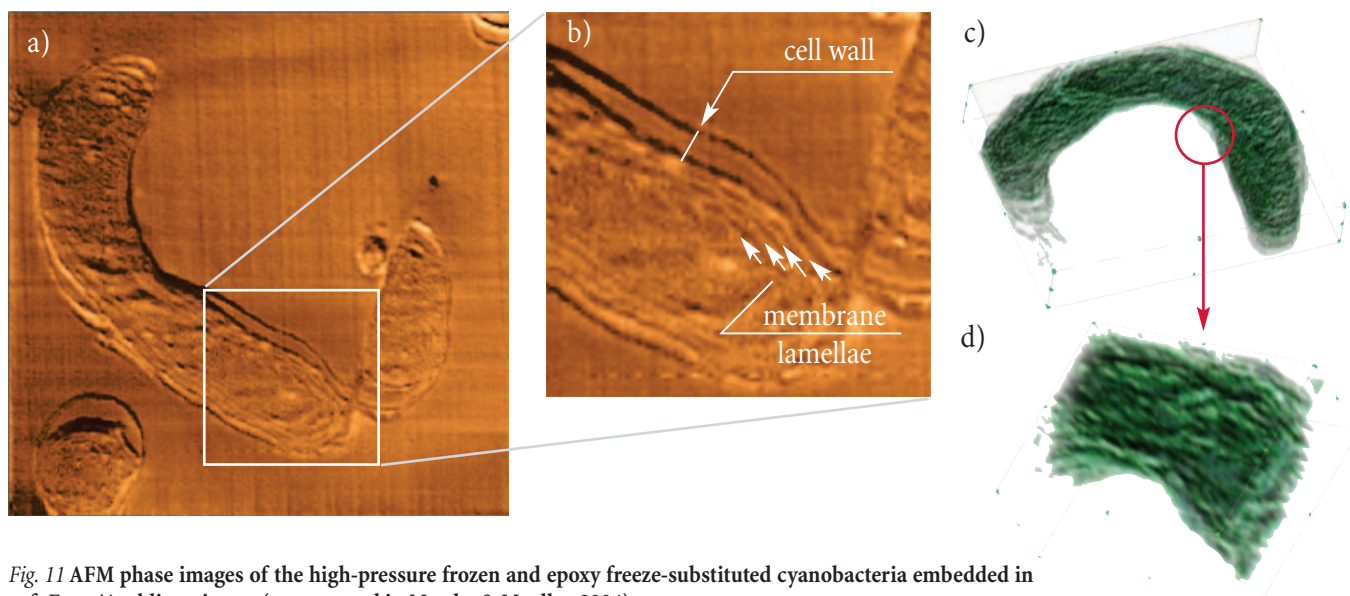 a)
b)
cell wall
membrane
lamellae
c)
d)
Fig. 11 AFM phase images of the high-pressure frozen and epoxy freeze-substituted cyanobacteria embedded in